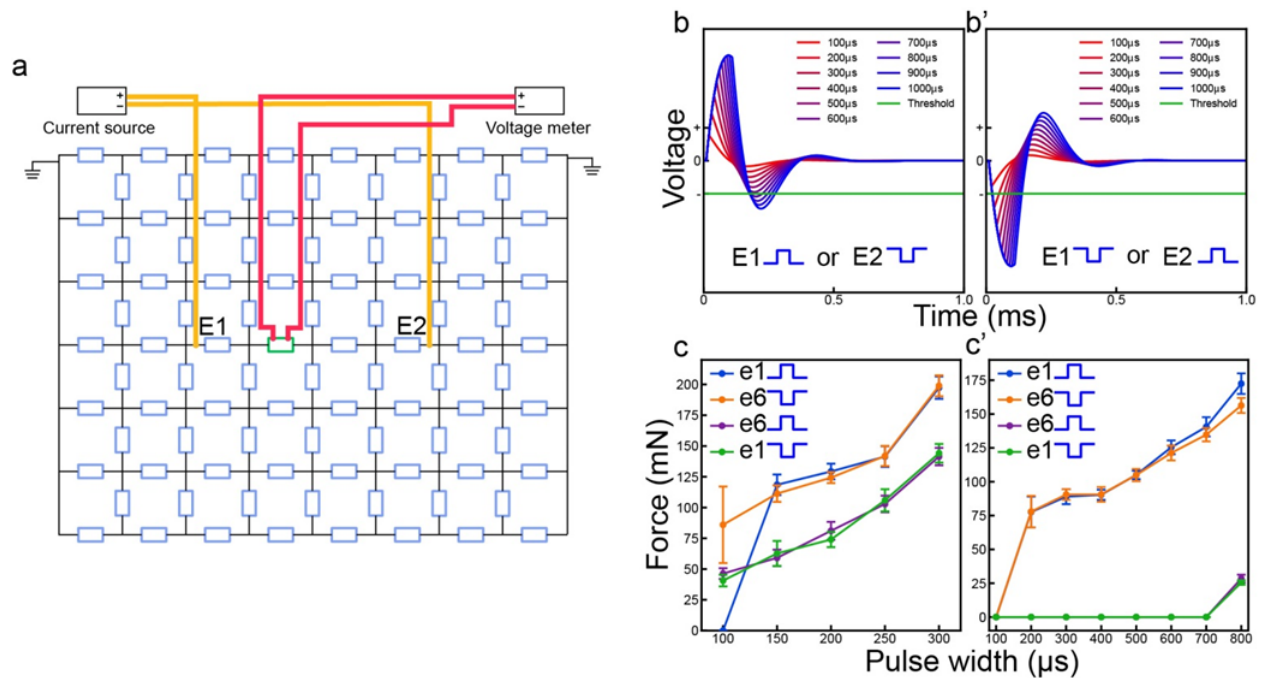 a
+
−
Current source
+
−
Voltage meter
E1
E2
b
Voltage
+
0
-
100μs
200μs
300μs
400μs
500μs
600μs
700μs
800μs
900μs
1000μs
Threshold
E1 or E2
0
0.5
1.0
b'
+
0
-
100μs
200μs
300μs
400μs
500μs
600μs
700μs
800μs
900μs
1000μs
Threshold
E1 or E2
0
0.5
1.0
Time (ms)
c
Force (mN)
e1
e6
e6
e1
200
175
150
125
100
75
50
25
0
100 150 200 250 300
c'
e1
e6
e6
e1
175
150
125
100
75
50
25
0
100 200 300 400 500 600 700 800
Pulse width (μs)